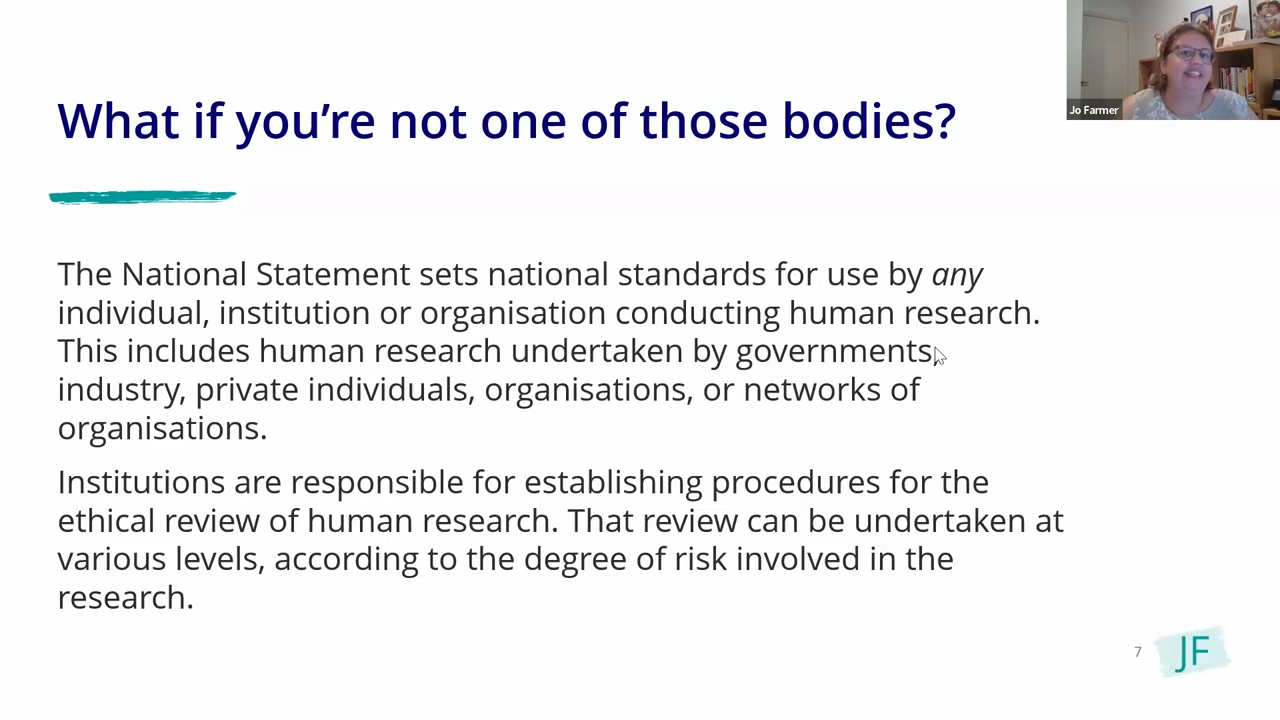 Jo Farmer
What if you’re not one of those bodies?
The National Statement sets national standards for use by any
individual, institution or organisation conducting human research.
This includes human research undertaken by governments,
industry, private individuals, organisations, or networks of
organisations.
Institutions are responsible for establishing procedures for the
ethical review of human research. That review can be undertaken at
various levels, according to the degree of risk involved in the
research.
7
JF